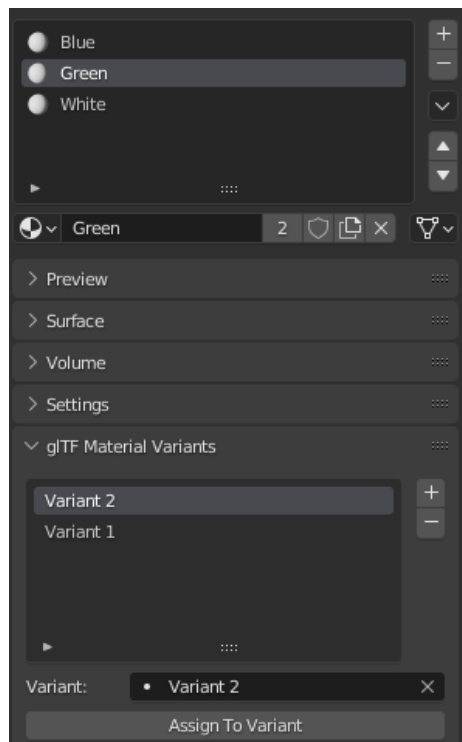 Blue
Green
White
Green 2
Preview
Surface
Volume
Settings
glTF Material Variants
Variant 2
Variant 1
Variant: Variant 2
Assign To Variant